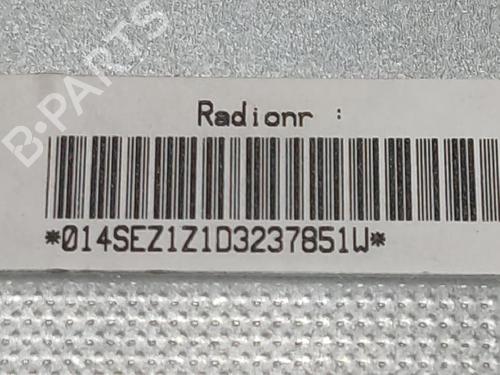 B-PARTS
Radionr :
*014SEZ1Z1D3237851W*